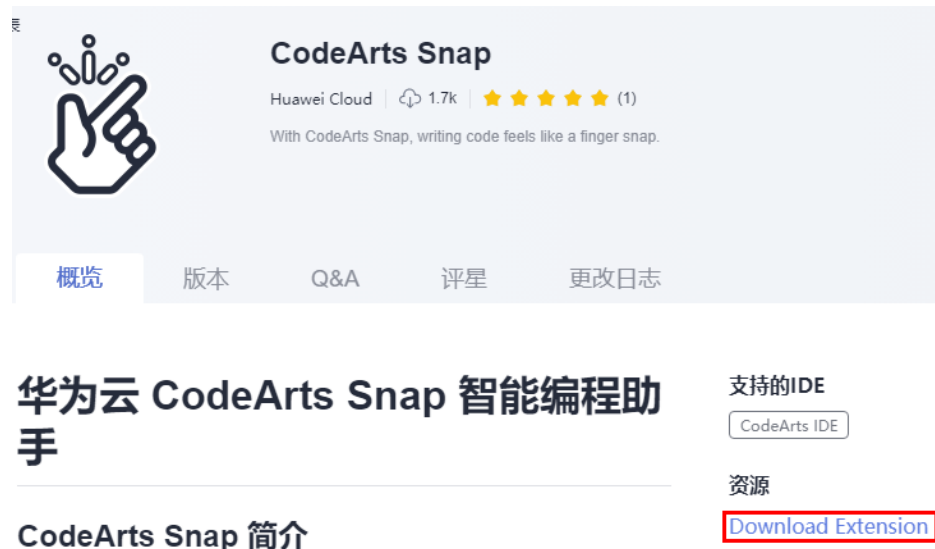 CodeArts Snap
Huawei Cloud 1.7k (1)
With CodeArts Snap, writing code feels like a finger snap.
概览 版本 Q&A 评星 更改日志
华为云 CodeArts Snap 智能编程助
手
CodeArts Snap 简介
支持的IDE
CodeArts IDE
资源
Download Extension